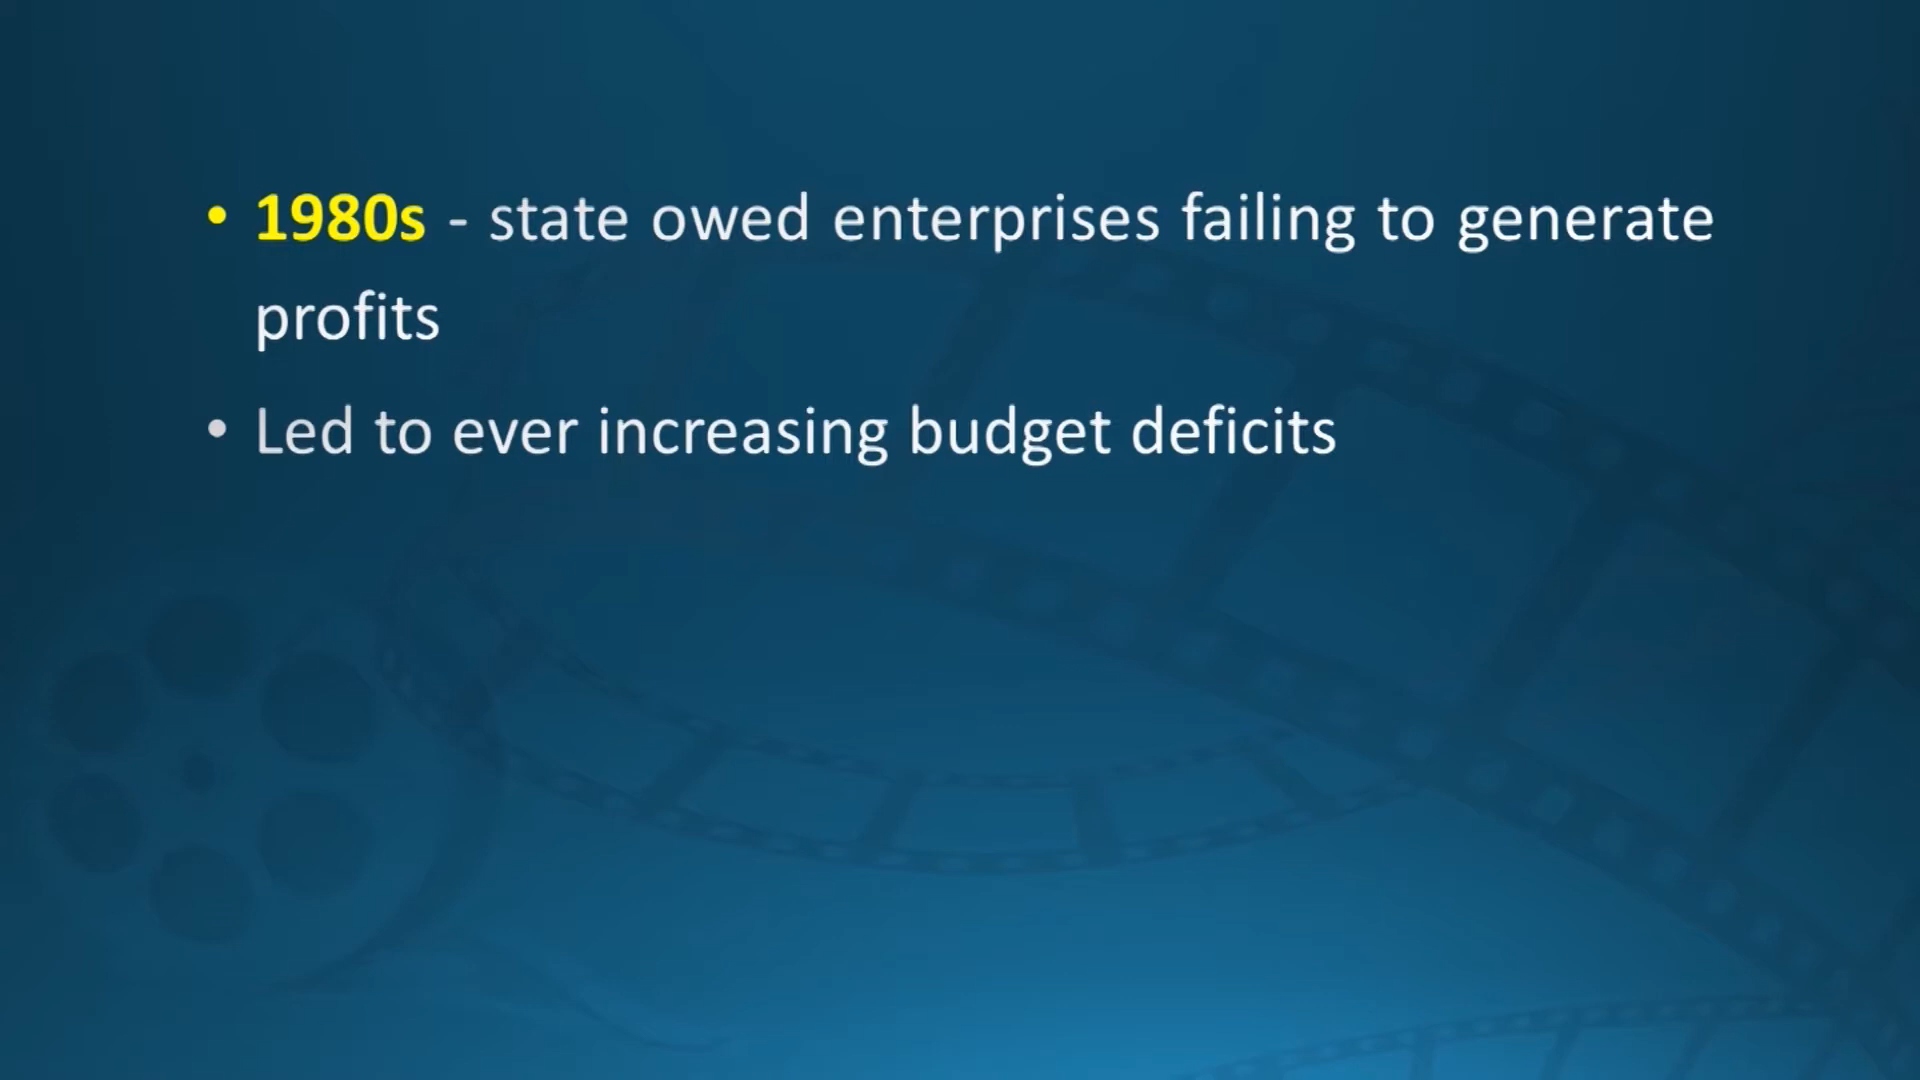 • 1980s - state owed enterprises failing to generate
profits
• Led to ever increasing budget deficits